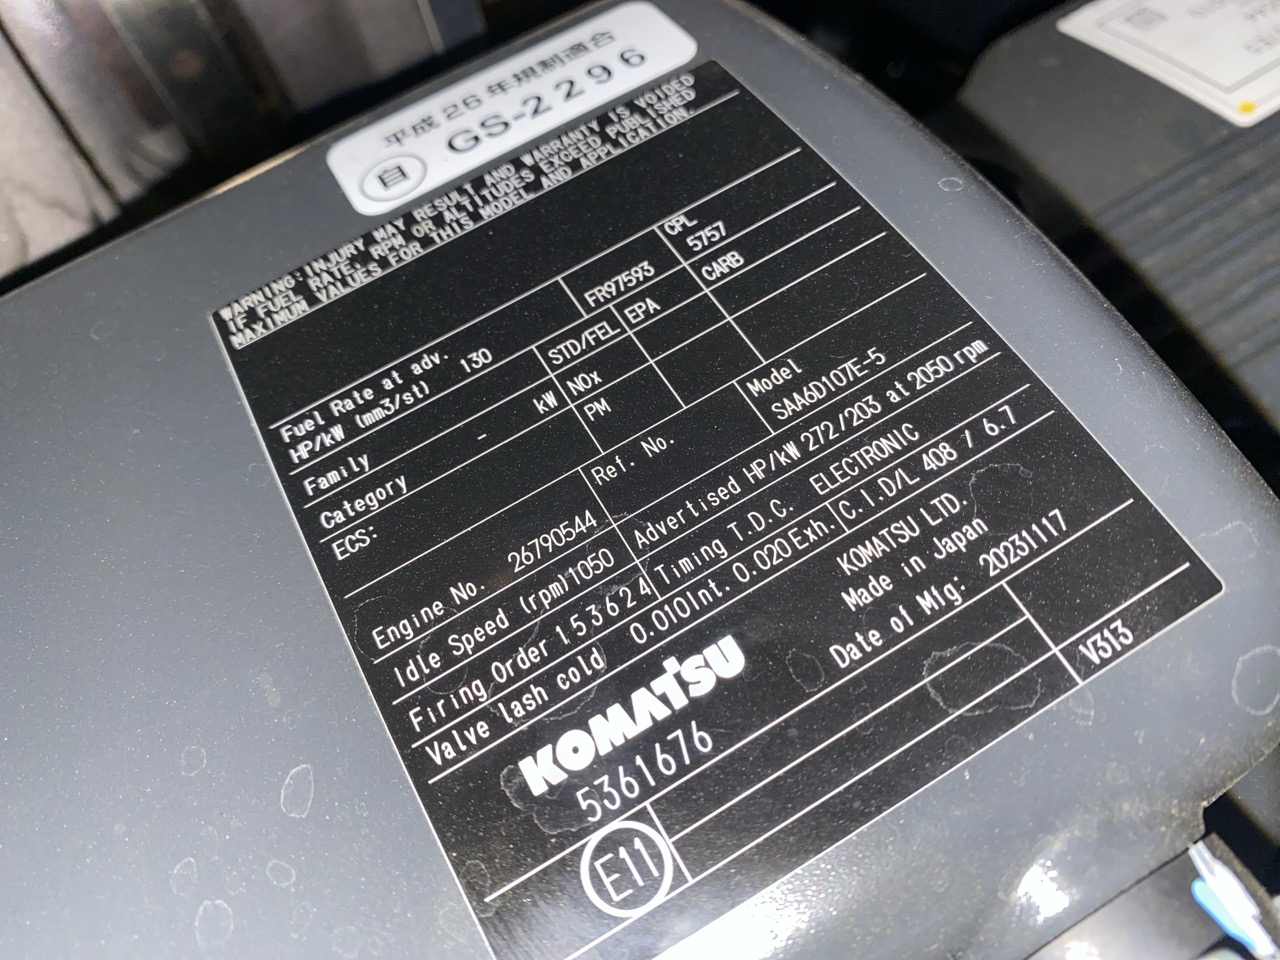 平成26年規制適合
自 GS-2296
WARNING:INJURY MAY RESULT AND WARRANTY IS VOIDED
IF FUEL RATE, RPM OR ALTITUDES EXCEED PUBLISHED
MAXIMUM VALUES FOR THIS MODEL AND APPLICATION.
Fuel Rate at adv. FR97593 CPL
HP/kW (mm3/st) 130 5757
Family kW STD/FEL EPA CARB
Category - NOx
ECS: PM
Ref. No. Model
Engine No. 26790544 SAA6D107E-5
Idle Speed (rpm)1050 Advertised HP/kW 272/203 at 2050 rpm
Firing Order 153624 Timing T.D.C. ELECTRONIC
Valve lash cold 0.010Int. 0.020Exh. C.I.D/L 408 / 6.7
KOMATSU KOMATSU LTD.
Made in Japan
5361676 Date of Mfg: 20231117
E11 V313